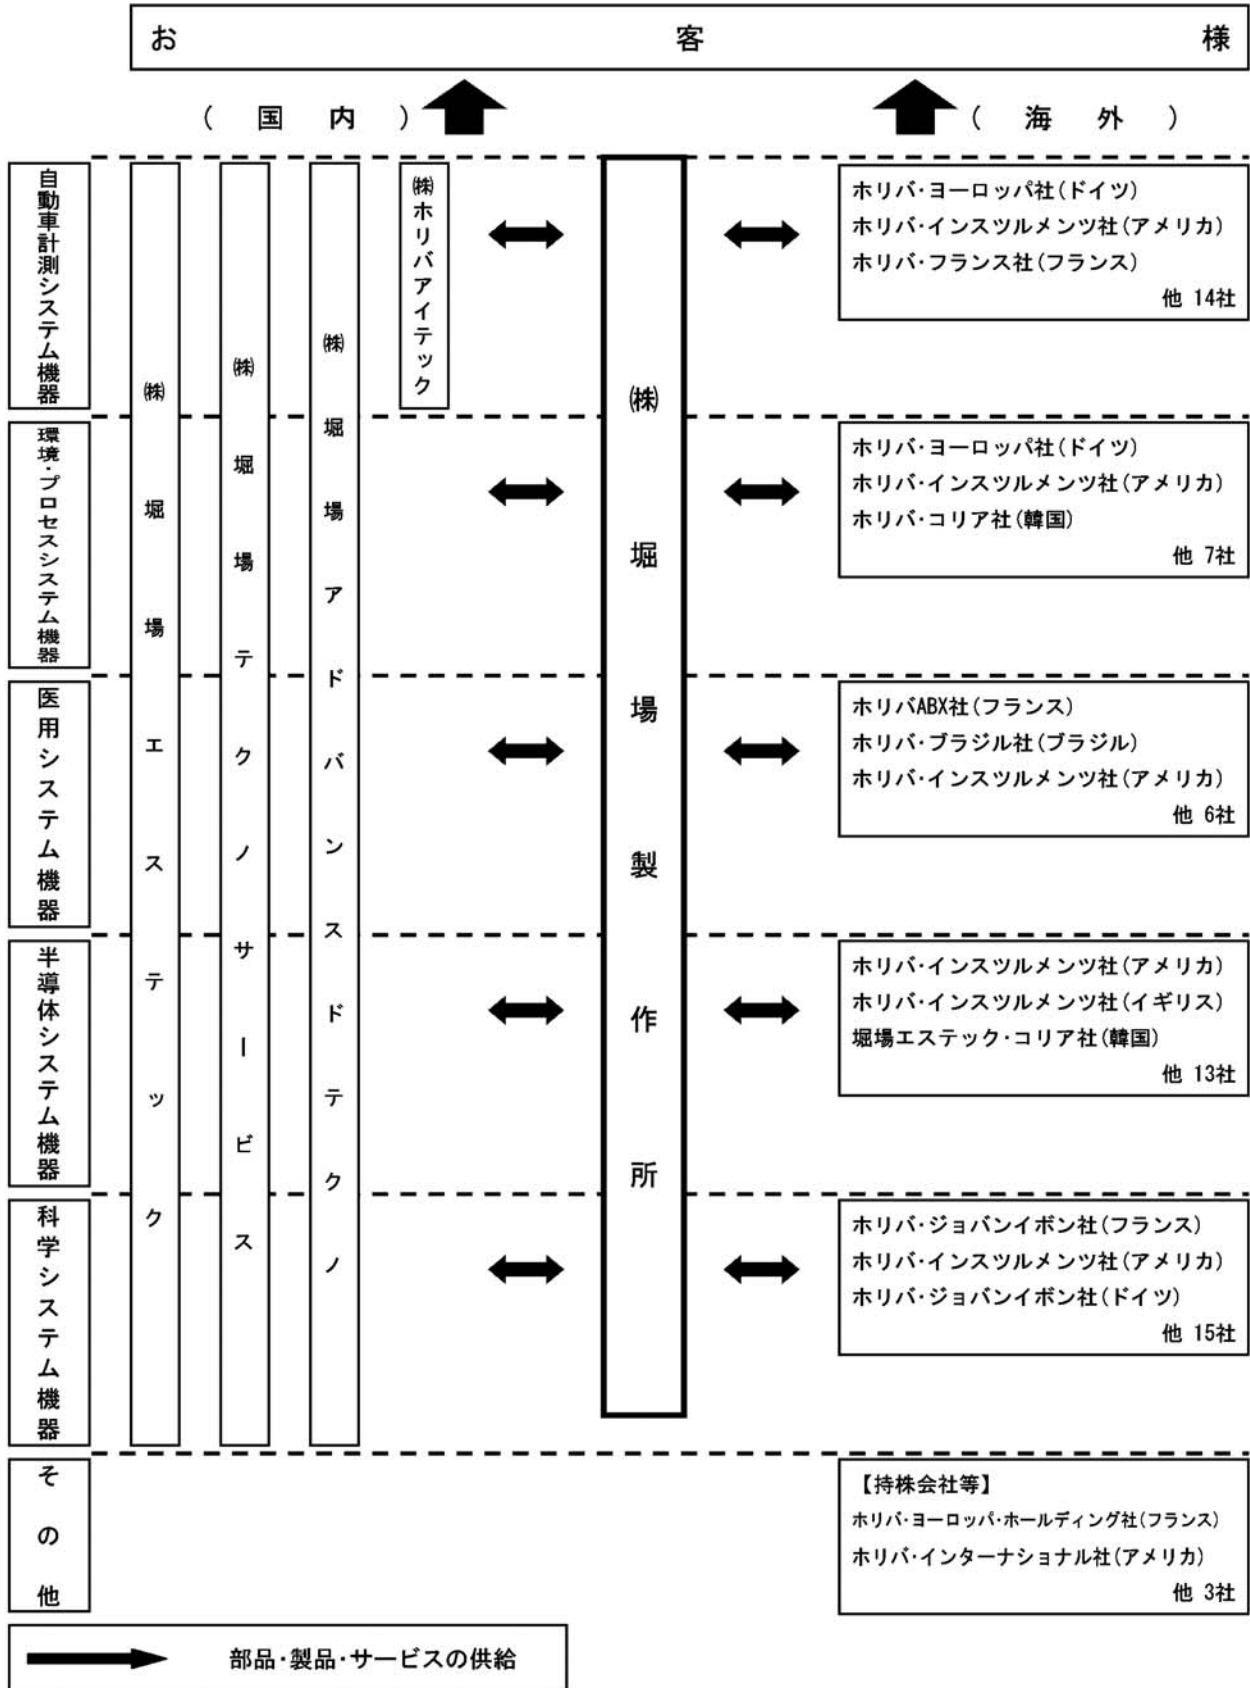 お客様
(国内)
(海外)
自動車計測システム機器
環境・プロセスシステム機器
医用システム機器
半導体システム機器
科学システム機器
その他
㈱堀場エステック
㈱堀場テクノサービス
㈱堀場アドバンスドテクノ
㈱ホリバアイテック
㈱堀場製作所
ホリバ・ヨーロッパ社(ドイツ)
ホリバ・インスツルメンツ社(アメリカ)
ホリバ・フランス社(フランス)
他 14社
ホリバ・ヨーロッパ社(ドイツ)
ホリバ・インスツルメンツ社(アメリカ)
ホリバ・コリア社(韓国)
他 7社
ホリバABX社(フランス)
ホリバ・ブラジル社(ブラジル)
ホリバ・インスツルメンツ社(アメリカ)
他 6社
ホリバ・インスツルメンツ社(アメリカ)
ホリバ・インスツルメンツ社(イギリス)
堀場エステック・コリア社(韓国)
他 13社
ホリバ・ジョバンイボン社(フランス)
ホリバ・インスツルメンツ社(アメリカ)
ホリバ・ジョバンイボン社(ドイツ)
他 15社
【持株会社等】
ホリバ・ヨーロッパ・ホールディング社(フランス)
ホリバ・インターナショナル社(アメリカ)
他 3社
部品・製品・サービスの供給